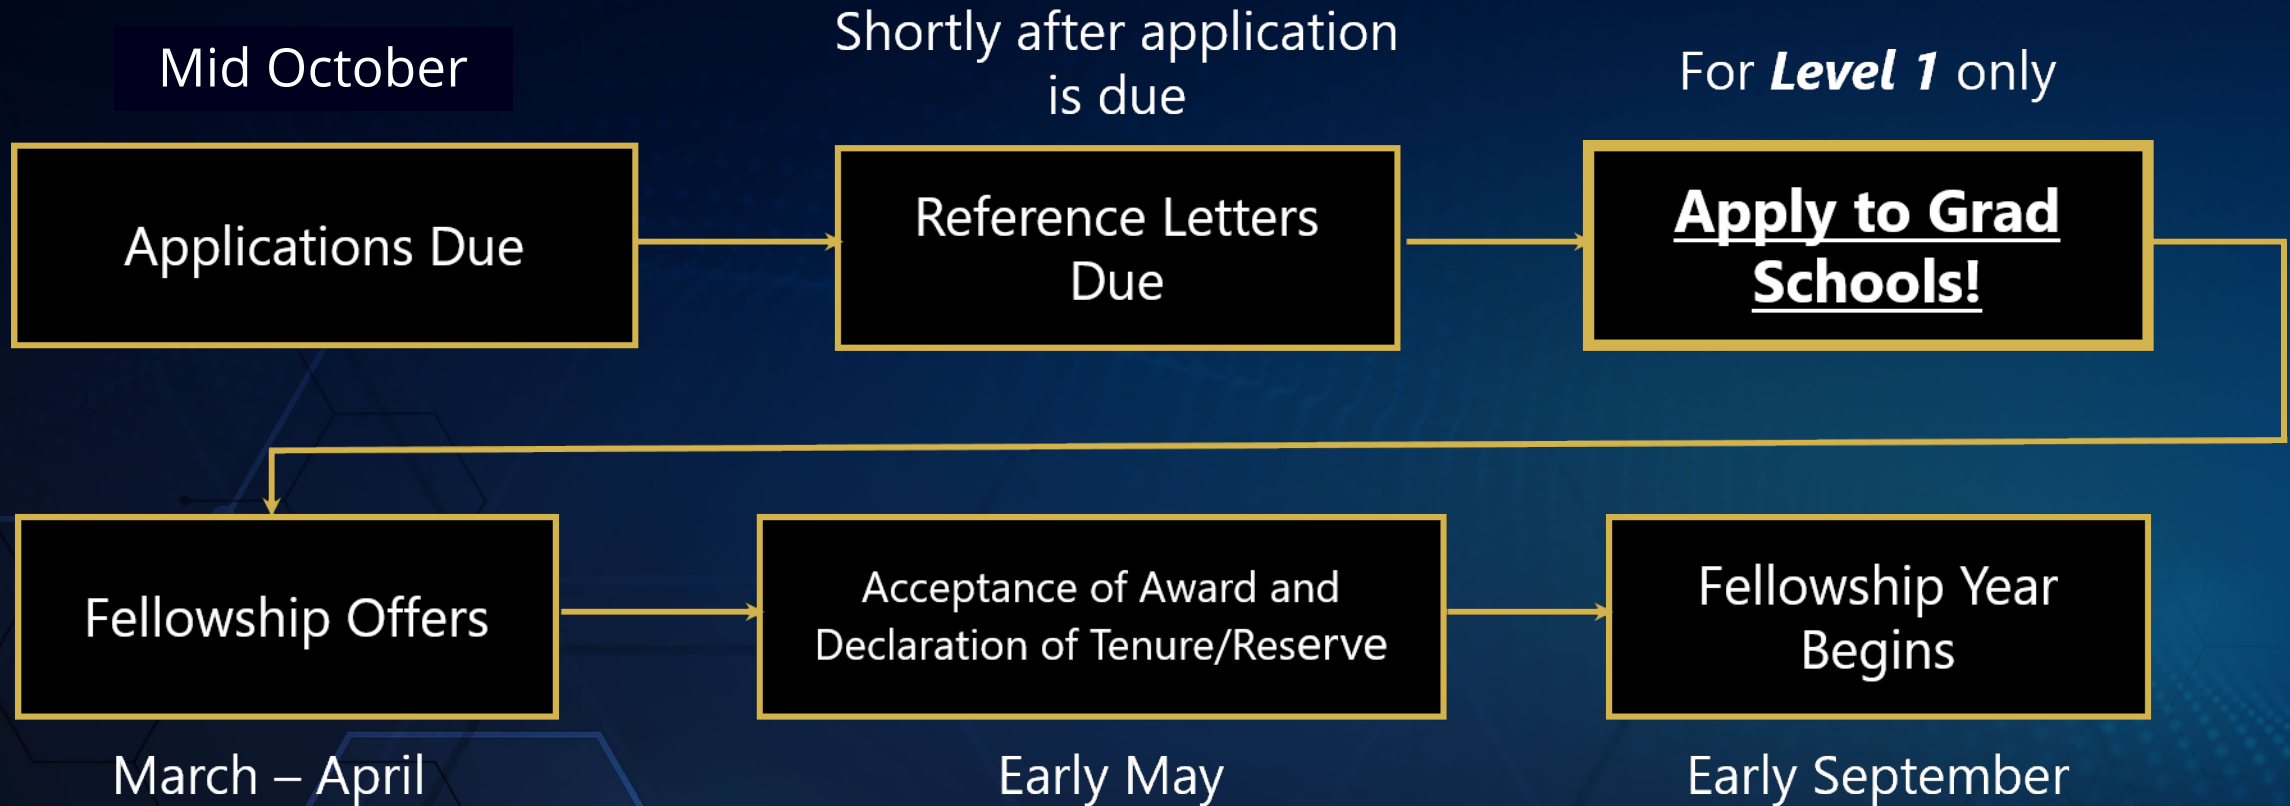 Mid October
Shortly after application
is due
For Level 1 only
Applications Due
Reference Letters
Due
Apply to Grad
Schools!
Fellowship Offers
Acceptance of Award and
Declaration of Tenure/Reserve
Fellowship Year
Begins
March – April
Early May
Early September